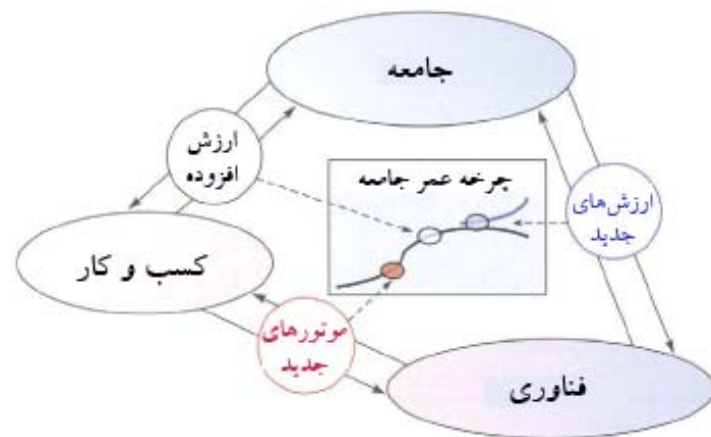 جامعه
ارزش
افزوده
چرخه عمر جامعه
ارزش‌های
جدید
کسب و کار
موتورهای
جدید
فناوری